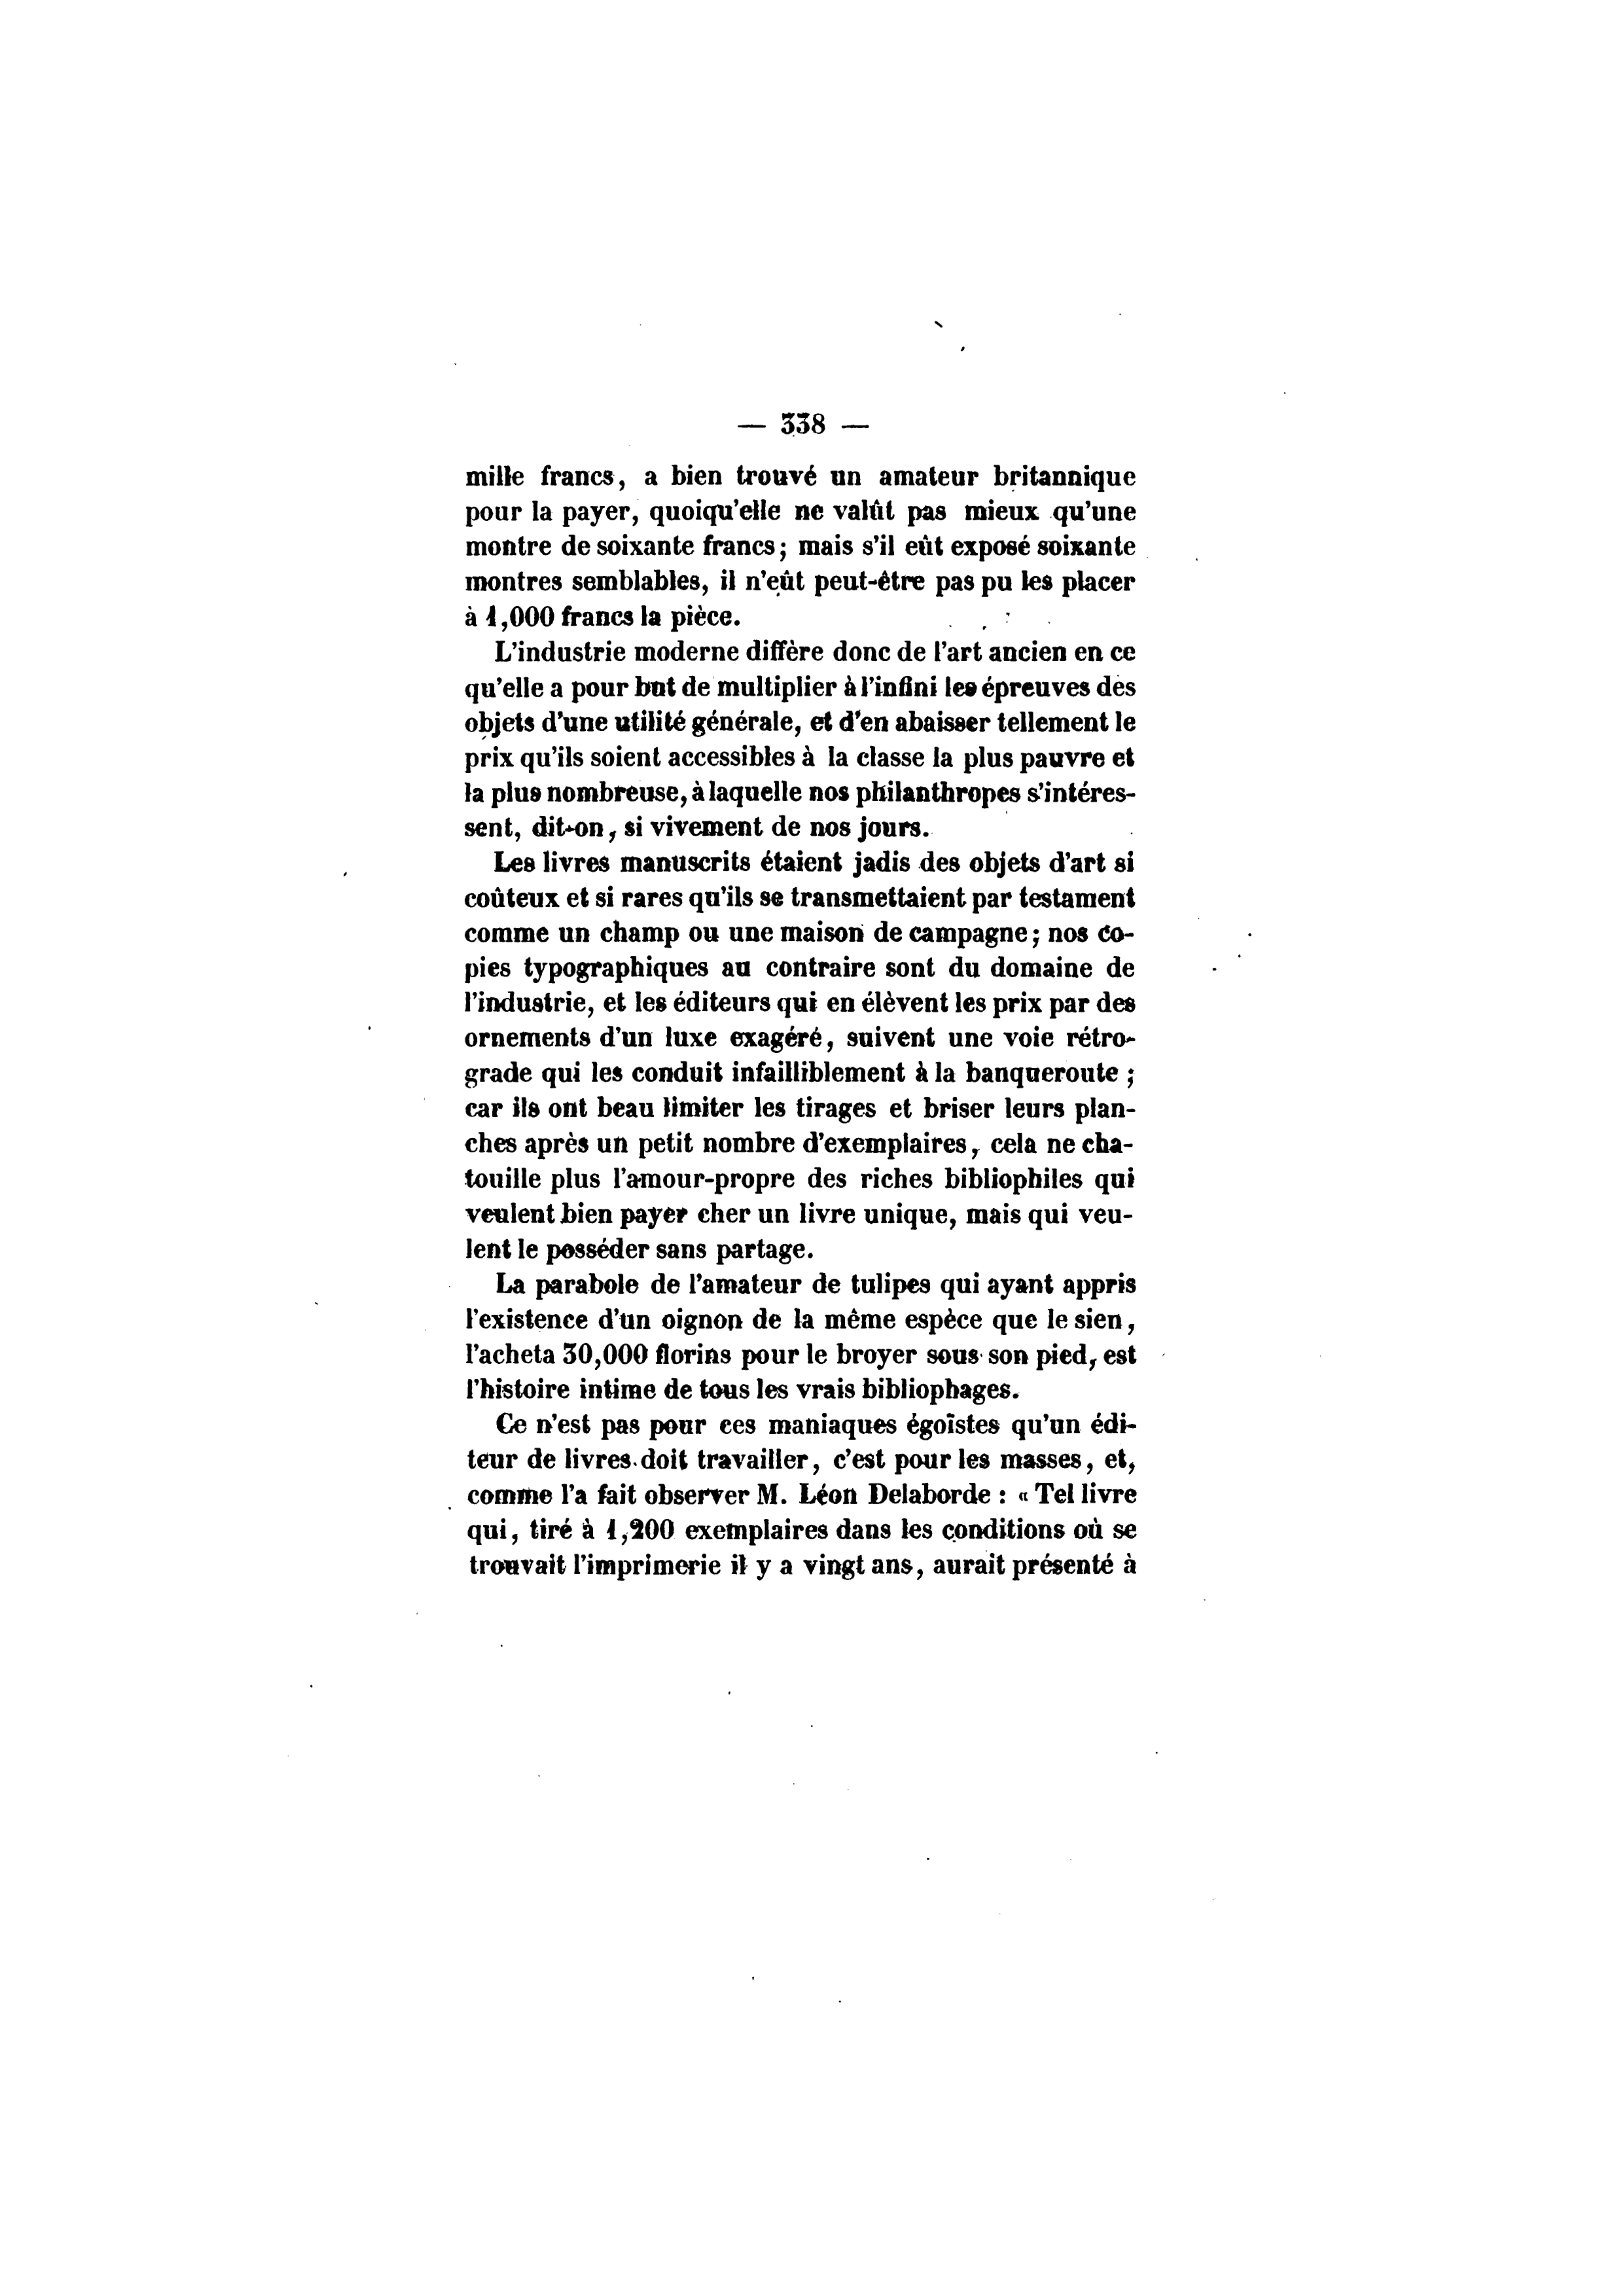 — 338 —
mille francs, a bien trouvé un amateur britannique
pour la payer, quoiqu'elle ne valût pas mieux qu'une
montre de soixante francs; mais s'il eût exposé soixante
montres semblables, il n'eût peut-être pas pu les placer
à 1,000 francs la pièce.
L'industrie moderne diffère donc de l'art ancien en ce
qu'elle a pour but de multiplier à l'infini les épreuves des
objets d'une utilité générale, et d'en abaisser tellement le
prix qu'ils soient accessibles à la classe la plus pauvre et
la plus nombreuse, à laquelle nos philanthropes s'intéres-
sent, dit-on, si vivement de nos jours.
Les livres manuscrits étaient jadis des objets d'art si
coûteux et si rares qu'ils se transmettaient par testament
comme un champ ou une maison de campagne; nos co-
pies typographiques au contraire sont du domaine de
l'industrie, et les éditeurs qui en élèvent les prix par des
ornements d'un luxe exagéré, suivent une voie rétro-
grade qui les conduit infailliblement à la banqueroute;
car ils ont beau limiter les tirages et briser leurs plan-
ches après un petit nombre d'exemplaires, cela ne cha-
touille plus l'amour-propre des riches bibliophiles qui
veulent bien payer cher un livre unique, mais qui veu-
lent le posséder sans partage.
La parabole de l'amateur de tulipes qui ayant appris
l'existence d'un oignon de la même espèce que le sien,
l'acheta 30,000 florins pour le broyer sous son pied, est
l'histoire intime de tous les vrais bibliophages.
Ce n'est pas pour ces maniaques égoïstes qu'un édi-
teur de livres doit travailler, c'est pour les masses, et,
comme l'a fait observer M. Léon Delaborde : « Tel livre
qui, tiré à 1,200 exemplaires dans les conditions où se
trouvait l'imprimerie il y a vingt ans, aurait présenté à